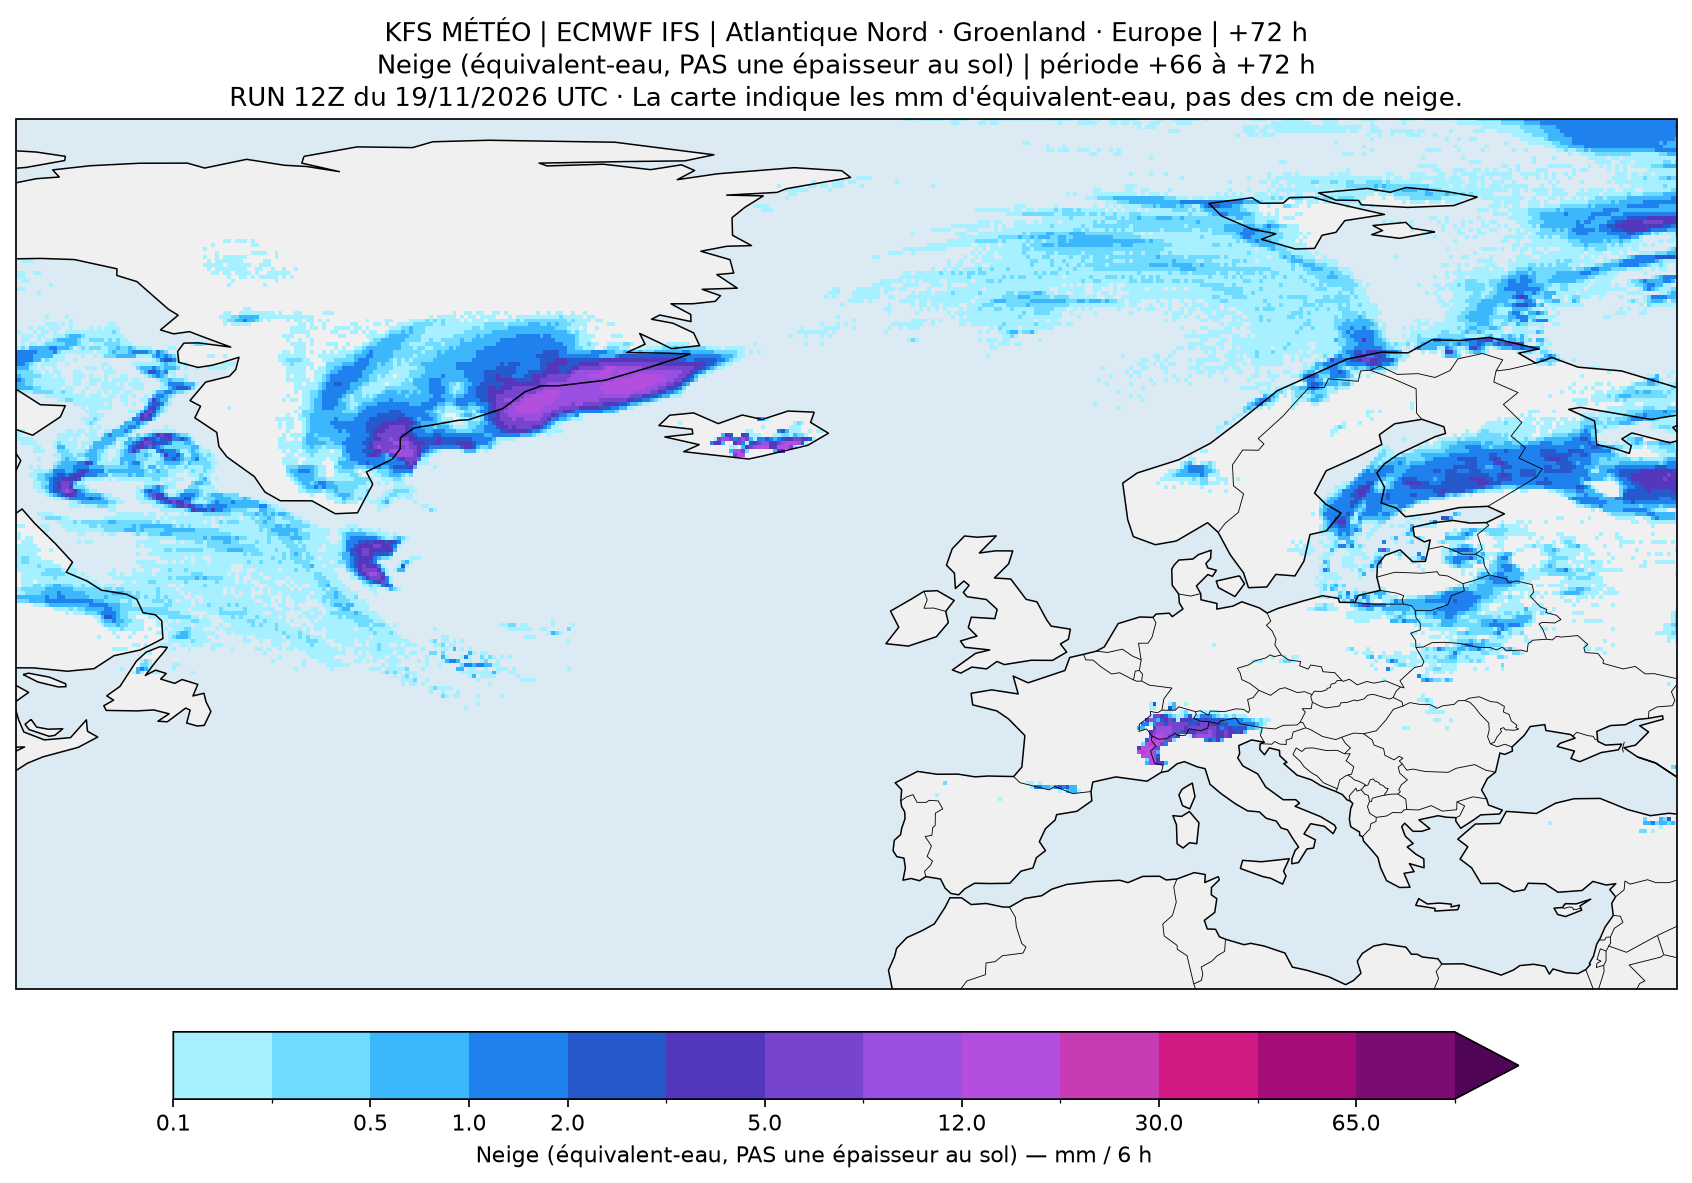 KFS MÉTÉO | ECMWF IFS | Atlantique Nord · Groenland · Europe | +72 h
Neige (équivalent-eau, PAS une épaisseur au sol) | période +66 à +72 h
RUN 12Z du 19/11/2026 UTC · La carte indique les mm d'équivalent-eau, pas des cm de neige.
0.1 0.5 1.0 2.0 5.0 12.0 30.0 65.0
Neige (équivalent-eau, PAS une épaisseur au sol) — mm / 6 h